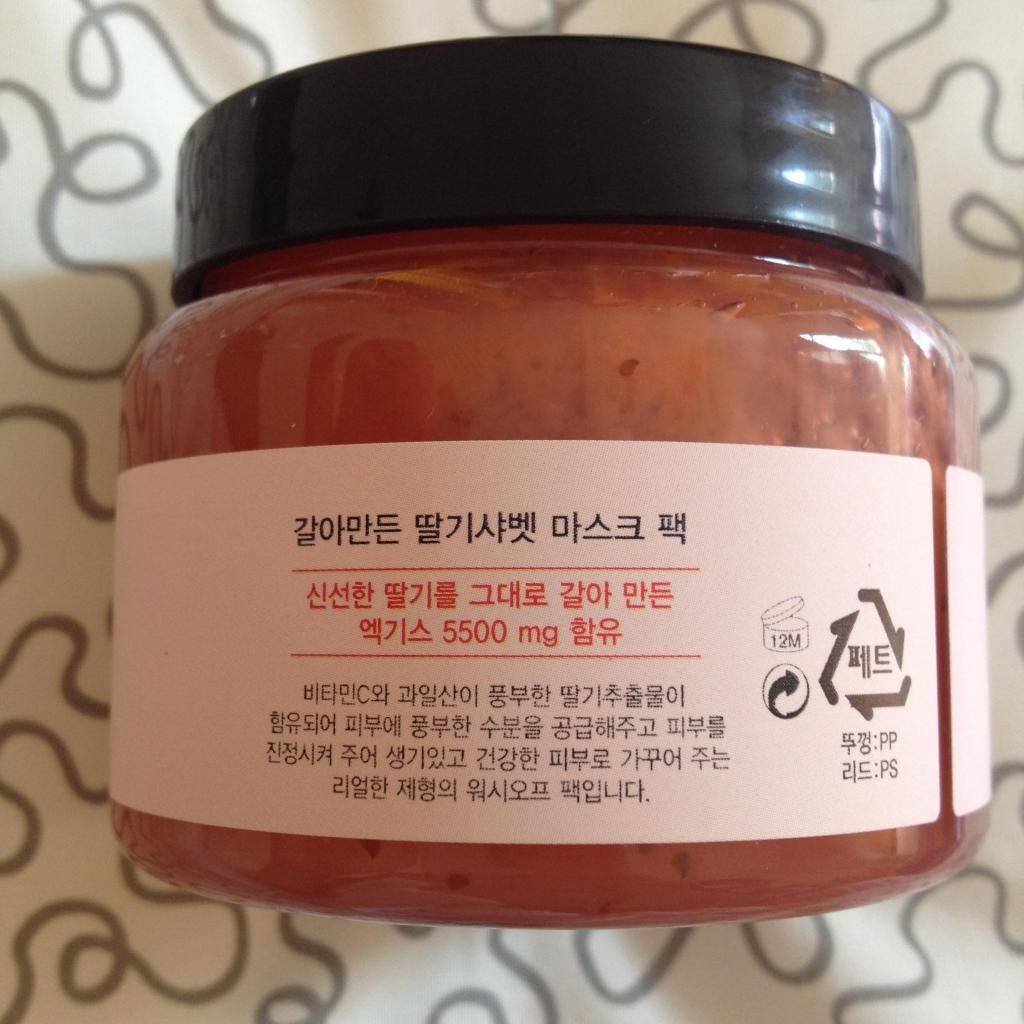 갈아만든 딸기샤벳 마스크 팩
신선한 딸기를 그대로 갈아 만든
엑기스 5500 mg 함유
비타민C와 과일산이 풍부한 딸기추출물이
함유되어 피부에 풍부한 수분을 공급해주고 피부를
진정시켜 주어 생기있고 건강한 피부로 가꾸어 주는
리얼한 제형의 워시오프 팩입니다.
12M
페트
뚜껑:PP
리드:PS